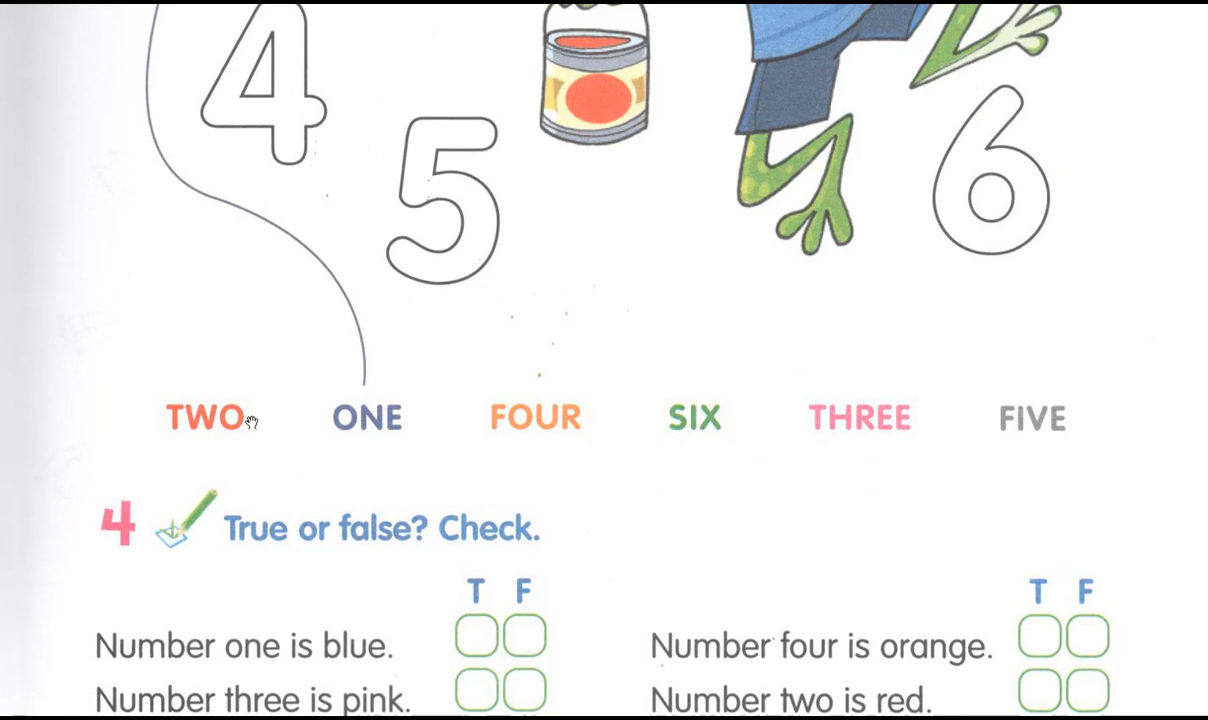 4
5
6
TWO ONE FOUR SIX THREE FIVE
4 True or false? Check.
T F T F
Number one is blue. Number four is orange.
Number three is pink. Number two is red.